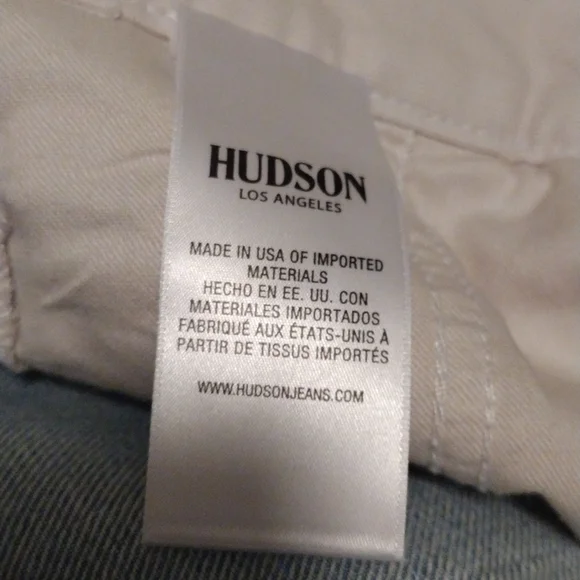 HUDSON
LOS ANGELES
MADE IN USA OF IMPORTED
MATERIALS
HECHO EN EE. UU. CON
MATERIALES IMPORTADOS
FABRIQUÉ AUX ÉTATS-UNIS À
PARTIR DE TISSUS IMPORTÉS
WWW.HUDSONJEANS.COM